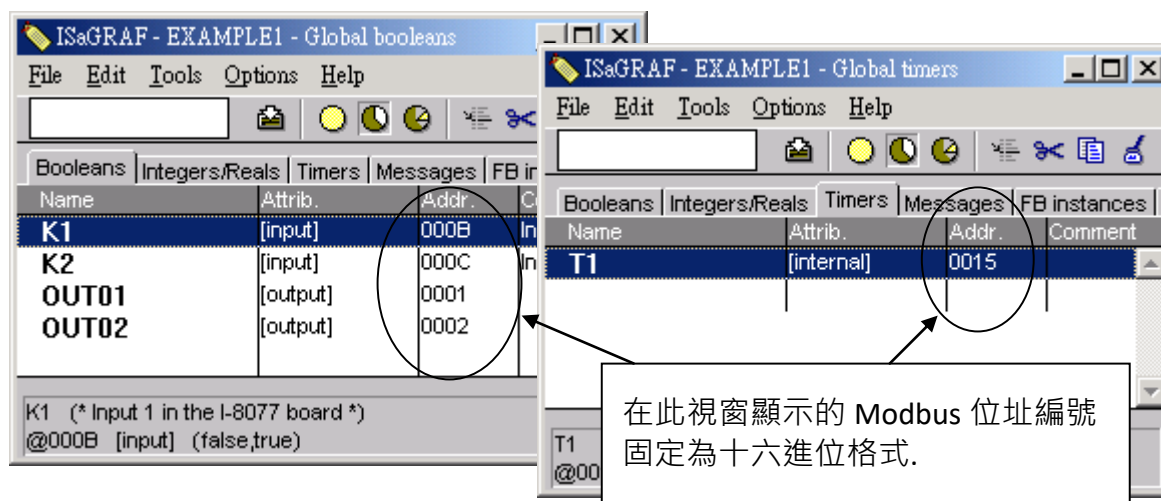 ISaGRAF - EXAMPLE1 - Global booleans
File Edit Tools Options Help
Booleans Integers/Reals Timers Messages FB in
Name Attrib. Addr.
K1 [input] 000B In
K2 [input] 000C In
OUT01 [output] 0001
OUT02 [output] 0002
K1 (* Input 1 in the I-8077 board *)
@000B [input] (false,true)
ISaGRAF - EXAMPLE1 - Global timers
File Edit Tools Options Help
Booleans Integers/Reals Timers Messages FB instances
Name Attrib. Addr. Comment
T1 [internal] 0015
T1
@00
在此視窗顯示的 Modbus 位址編號
固定為十六進位格式.